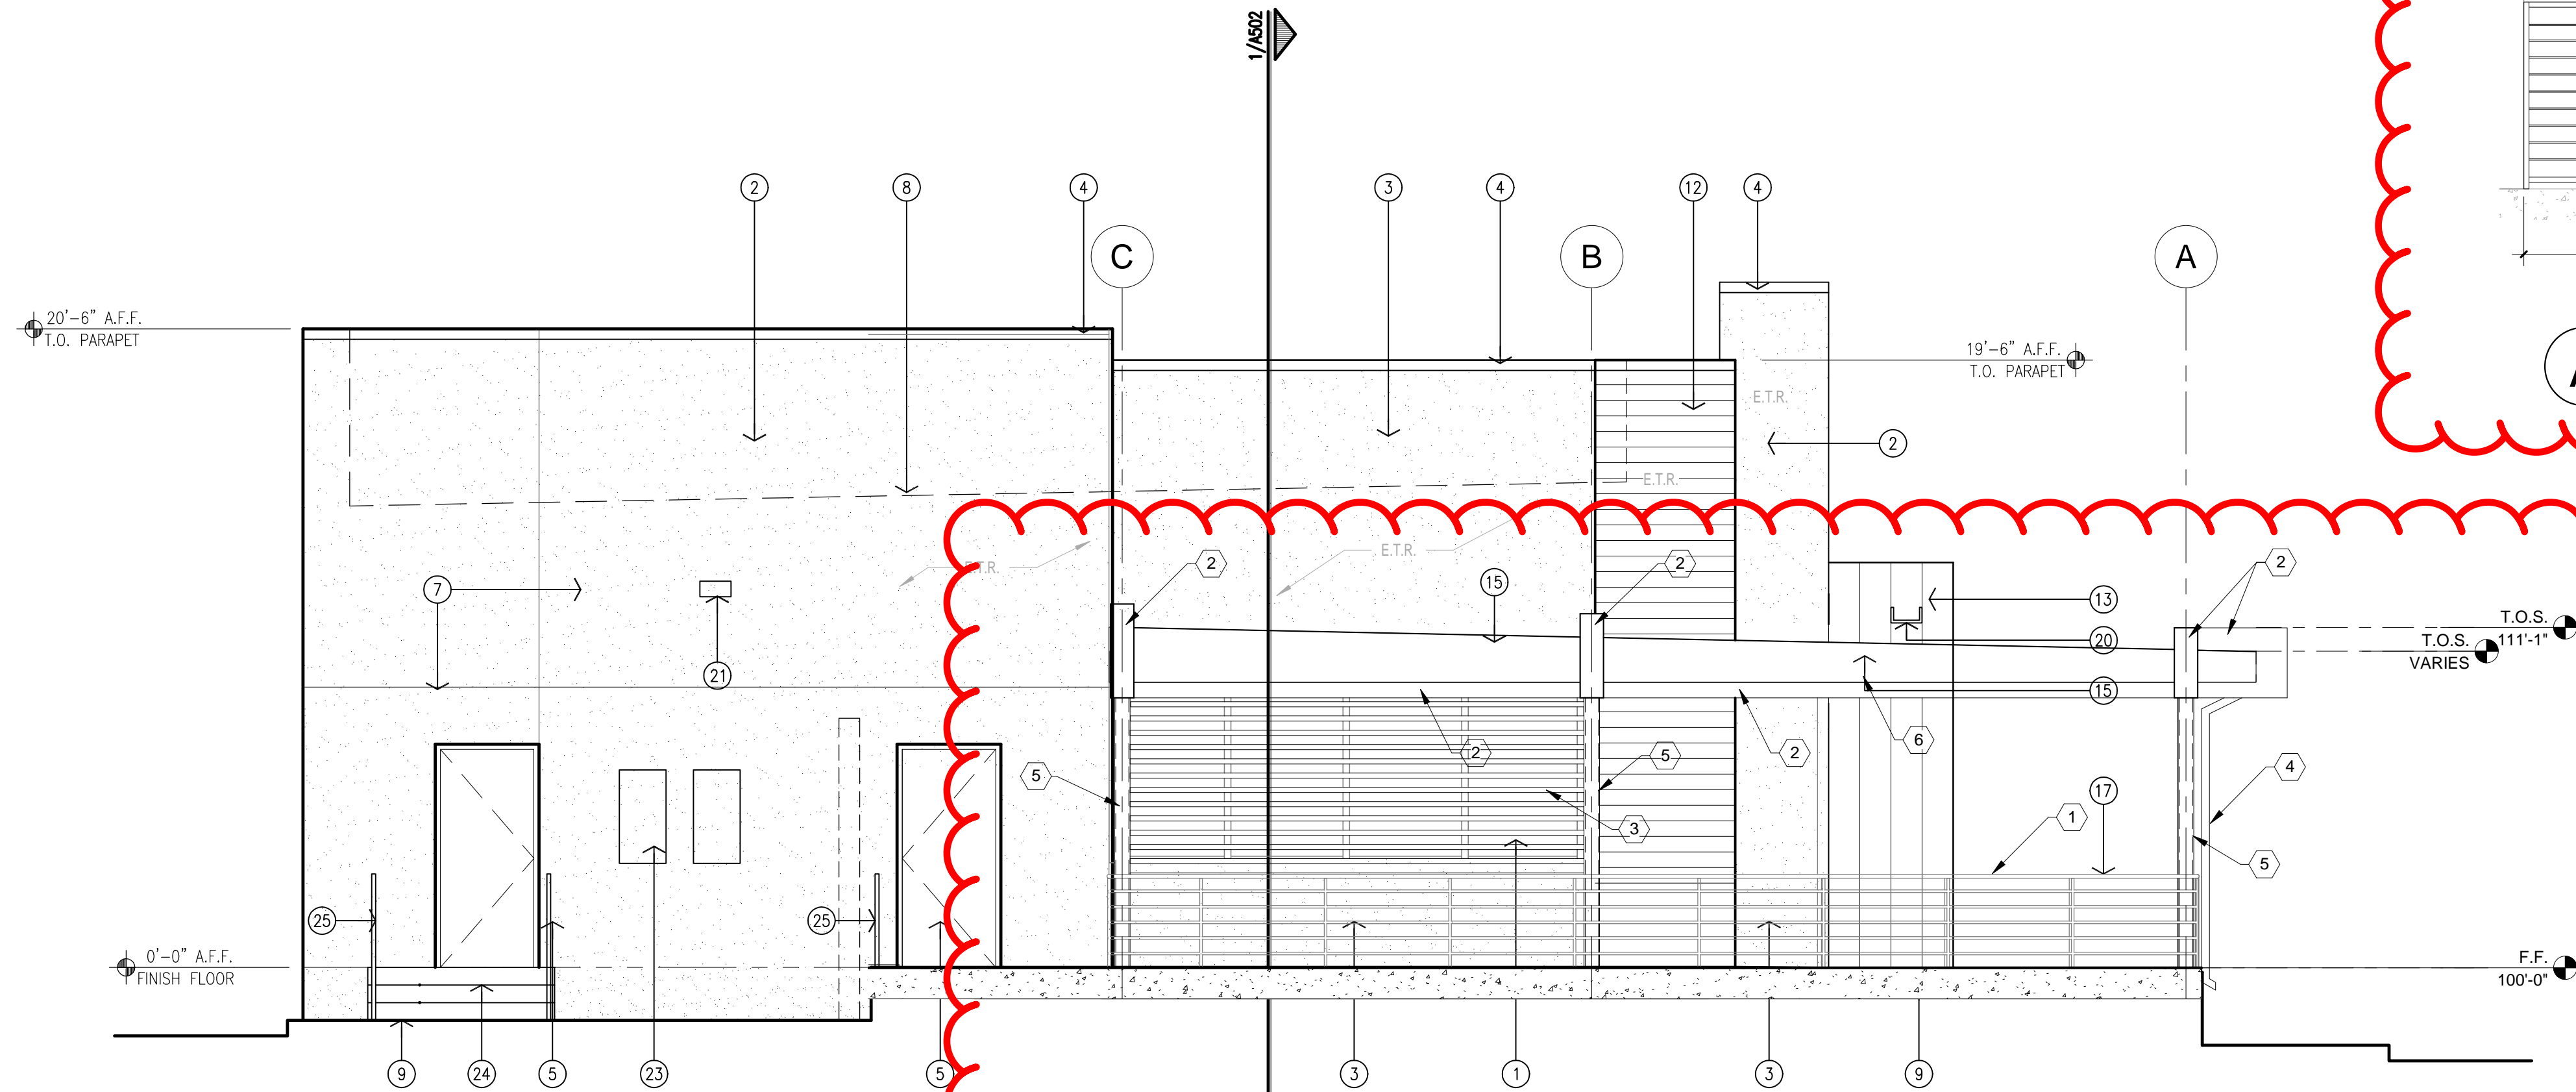 1/A502
2
8
4
3
4
12
4
C
B
A
20'-6" A.F.F.
T.O. PARAPET
19'-6" A.F.F.
T.O. PARAPET
E.T.R.
2
E.T.R.
E.T.R.
E.T.R.
2
2
2
7
15
13
T.O.S.
111'-1"
20
T.O.S.
VARIES
21
15
6
2
5
2
5
4
17
1
3
5
25
25
0'-0" A.F.F.
FINISH FLOOR
F.F.
100'-0"
9
24
5
23
5
3
1
3
9